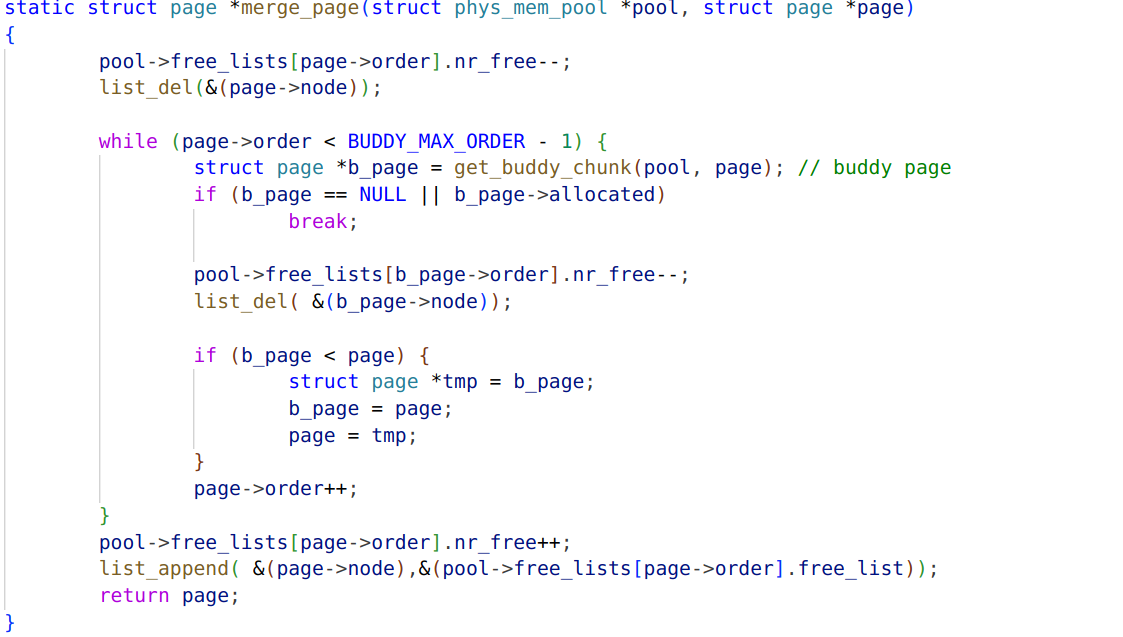 static struct page *merge_page(struct phys_mem_pool *pool, struct page *page)
{
        pool->free_lists[page->order].nr_free--;
        list_del(&(page->node));

        while (page->order < BUDDY_MAX_ORDER - 1) {
                struct page *b_page = get_buddy_chunk(pool, page); // buddy page
                if (b_page == NULL || b_page->allocated)
                        break;

                pool->free_lists[b_page->order].nr_free--;
                list_del( &(b_page->node));

                if (b_page < page) {
                        struct page *tmp = b_page;
                        b_page = page;
                        page = tmp;
                }
                page->order++;
        }
        pool->free_lists[page->order].nr_free++;
        list_append( &(page->node),&(pool->free_lists[page->order].free_list));
        return page;
}